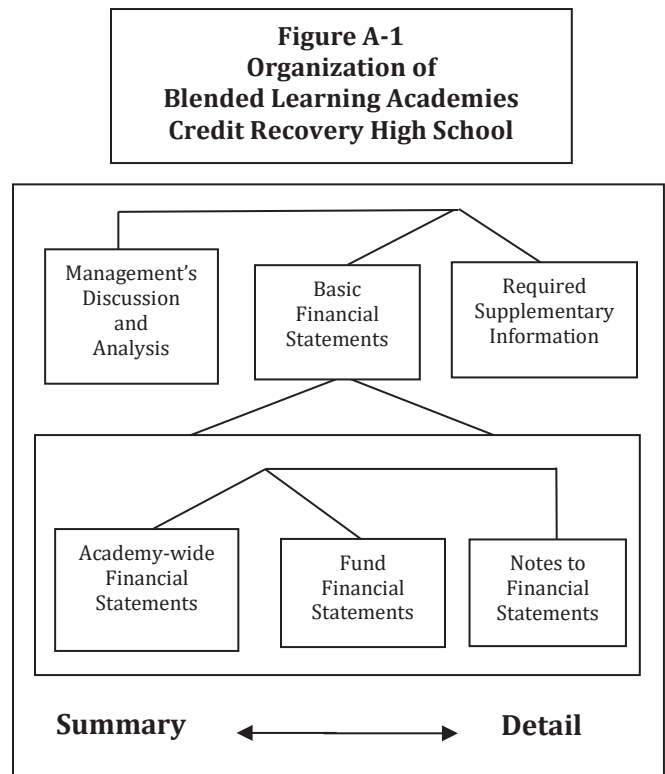 Figure A-1
Organization of
Blended Learning Academies
Credit Recovery High School
Management’s
Discussion
and
Analysis
Basic
Financial
Statements
Required
Supplementary
Information
Academy-wide
Financial
Statements
Fund
Financial
Statements
Notes to
Financial
Statements
Summary
Detail